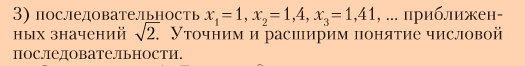 3) последовательность x₁=1, x₂=1,4, x₃=1,41, ... приближен-
ных значений √2. Уточним и расширим понятие числовой
последовательности.